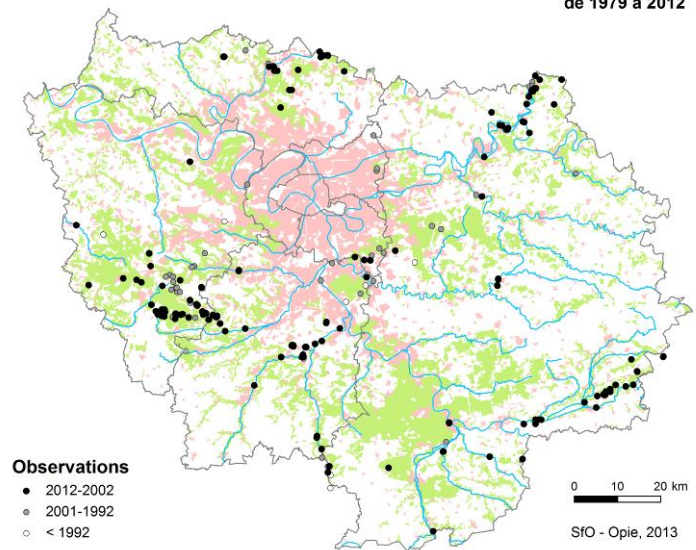 de 1979 à 2012
Observations
2012-2002
2001-1992
< 1992
0 10 20 km
SfO - Opie, 2013